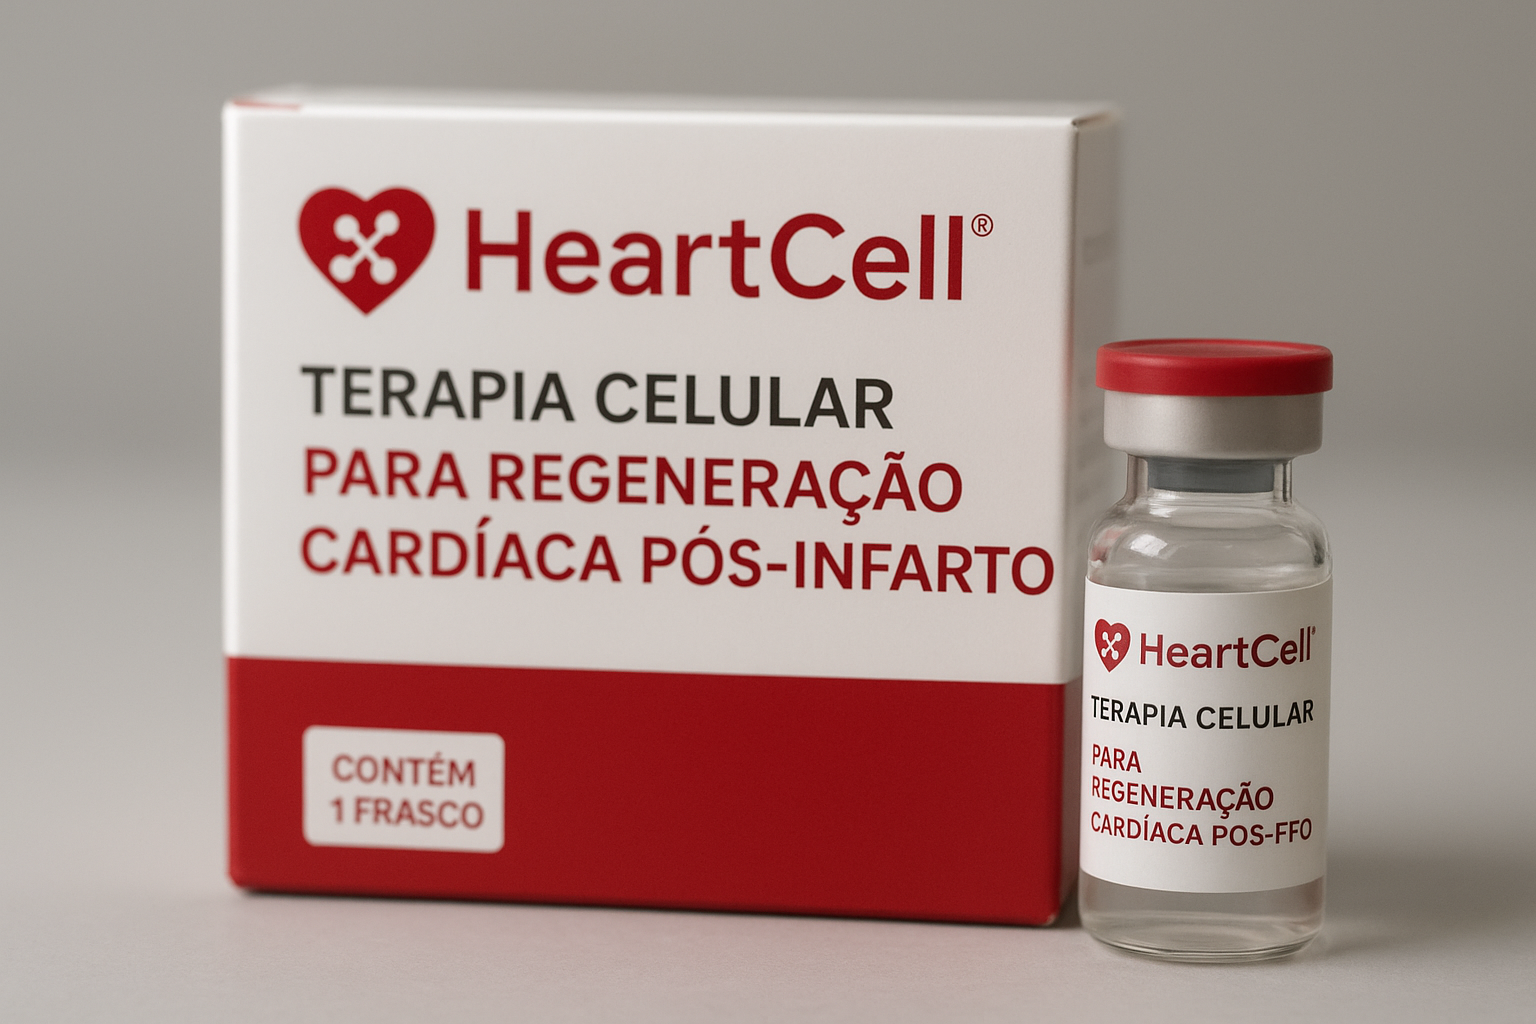 HeartCell®
TERAPIA CELULAR
PARA REGENERAÇÃO
CARDÍACA PÓS-INFARTO
CONTÉM
1 FRASCO
HeartCell®
TERAPIA CELULAR
PARA
REGENERAÇÃO
CARDÍACA POS-FFO